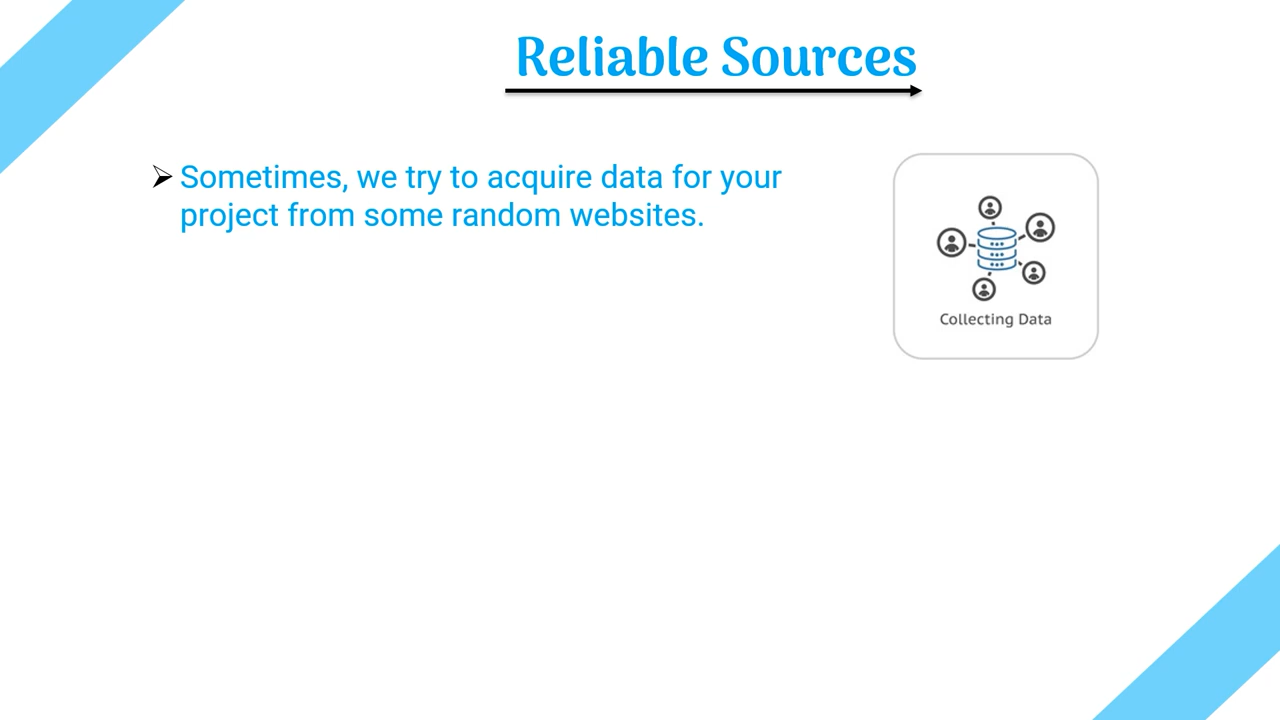 Reliable Sources
Sometimes, we try to acquire data for your
project from some random websites.
Collecting Data